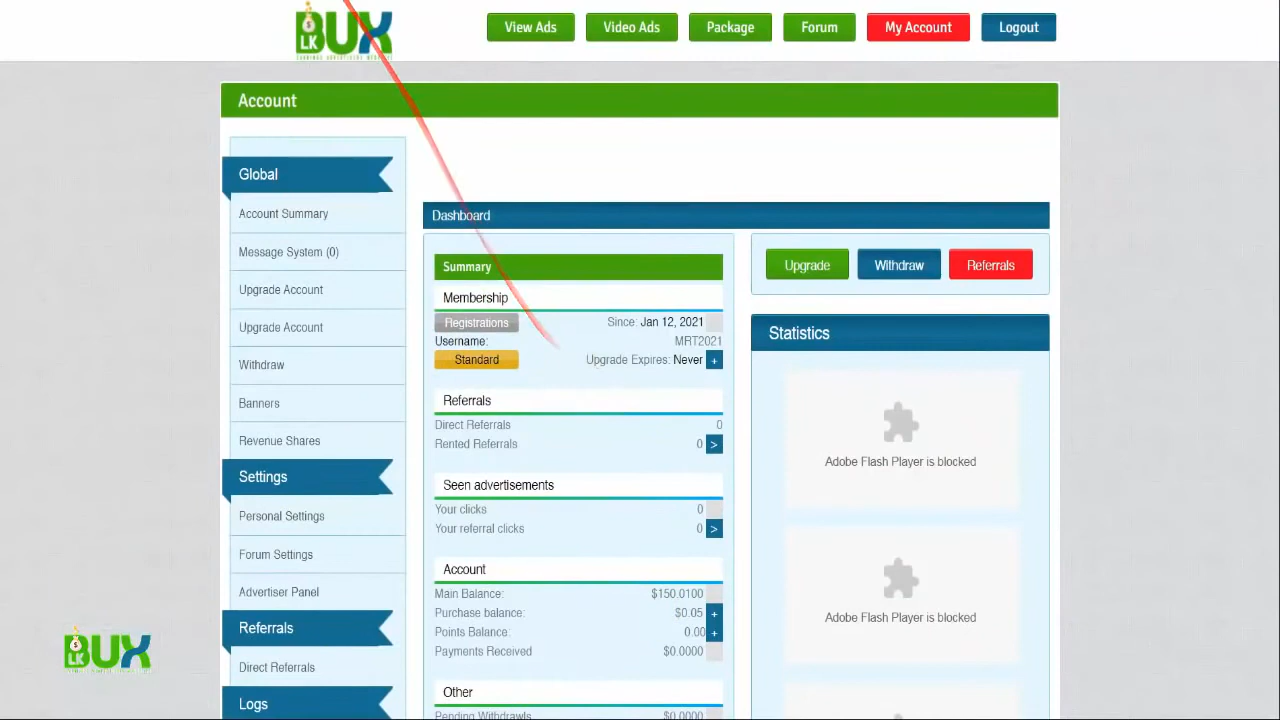 LK BUX
View Ads
Video Ads
Package
Forum
My Account
Logout
Account
Global
Account Summary
Message System (0)
Upgrade Account
Upgrade Account
Withdraw
Banners
Revenue Shares
Settings
Personal Settings
Forum Settings
Advertiser Panel
Referrals
Direct Referrals
Logs
Dashboard
Summary
Membership
Registrations Since: Jan 12, 2021
Username: MRT2021
Standard Upgrade Expires: Never +
Referrals
Direct Referrals 0
Rented Referrals 0 >
Seen advertisements
Your clicks 0
Your referral clicks 0 >
Account
Main Balance: $150.0100
Purchase balance: $0.05 +
Points Balance: 0.00 +
Payments Received $0.0000
Other
Pending Withdrawls $0.0000
Upgrade
Withdraw
Referrals
Statistics
Adobe Flash Player is blocked
Adobe Flash Player is blocked
LK BUX